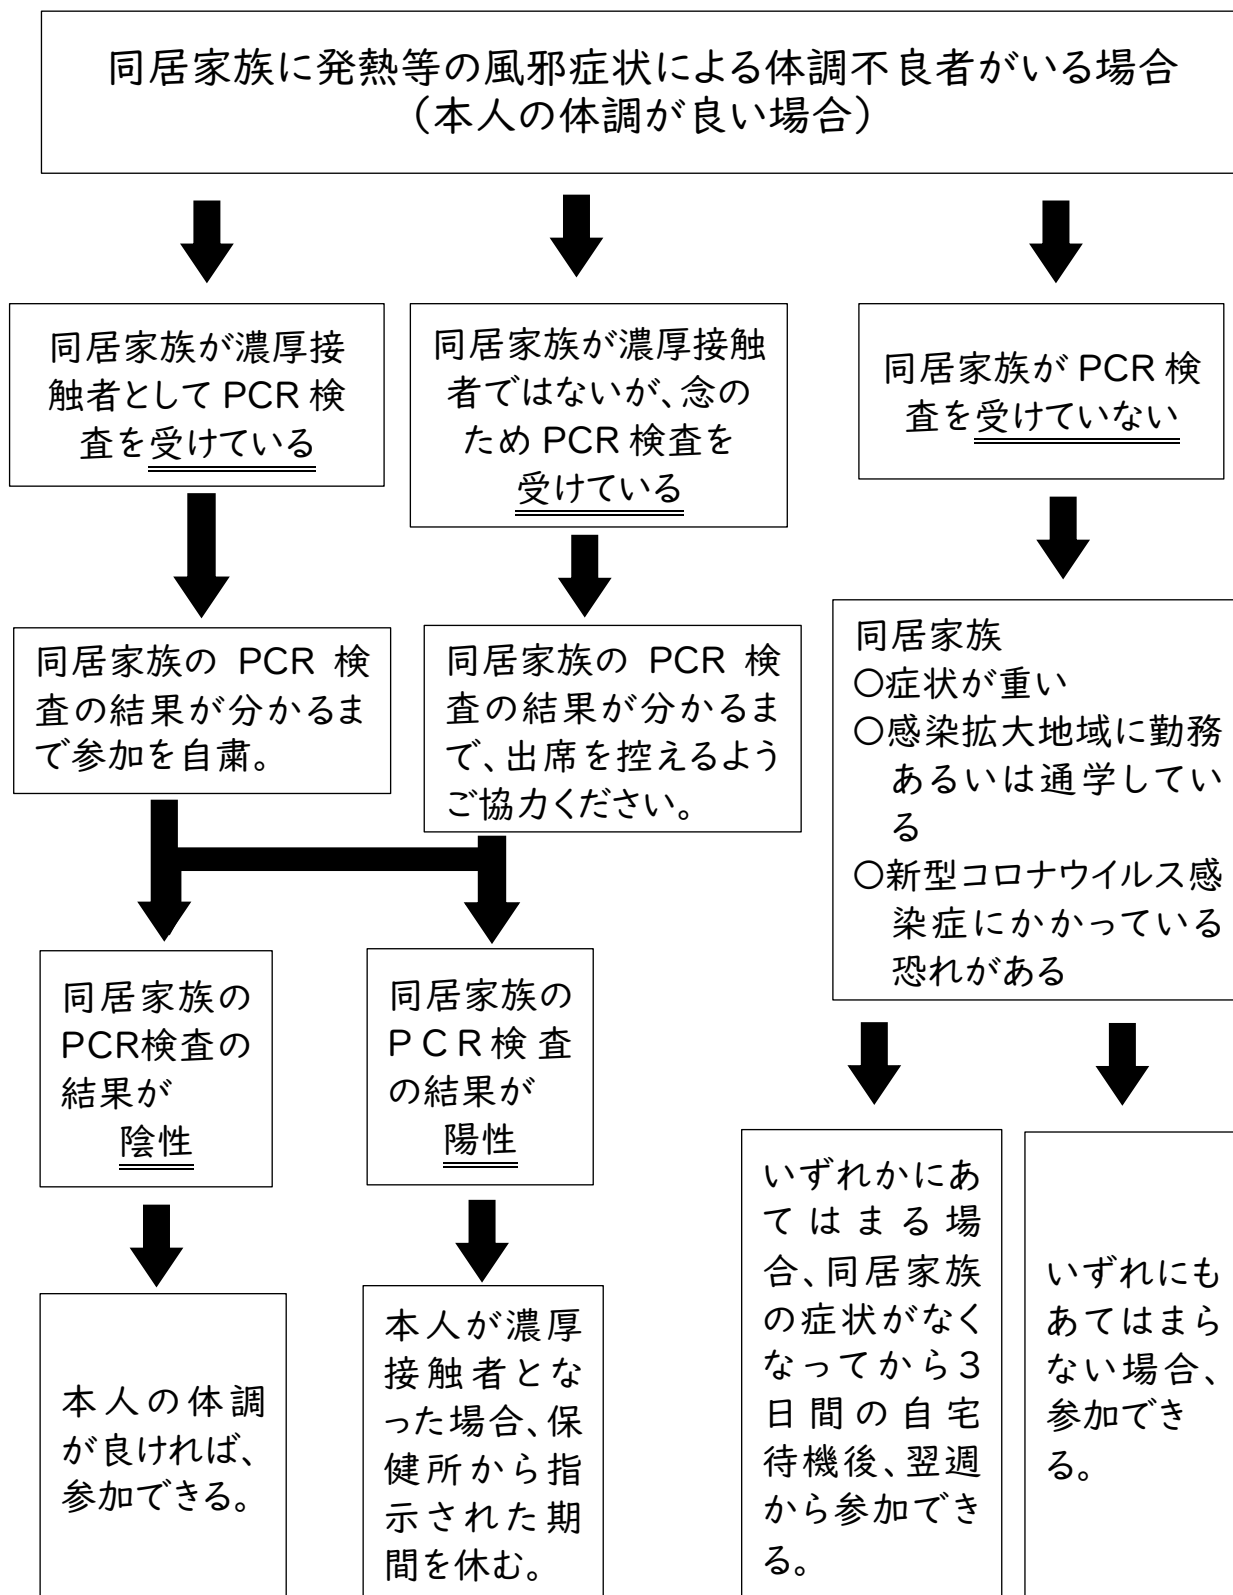 同居家族に発熱等の風邪症状による体調不良者がいる場合
（本人の体調が良い場合）
同居家族が濃厚接
触者として PCR 検
査を受けている
同居家族が濃厚接触
者ではないが、念の
ため PCR 検査を
受けている
同居家族が PCR 検
査を受けていない
同居家族の PCR 検
査の結果が分かるま
で参加を自粛。
同居家族の PCR 検
査の結果が分かるま
で、出席を控えるよう
ご協力ください。
同居家族
〇症状が重い
〇感染拡大地域に勤務
あるいは通学してい
る
〇新型コロナウイルス感
染症にかかっている
恐れがある
同居家族の
PCR検査の
結果が
陰性
同居家族の
ＰＣＲ検査
の結果が
陽性
いずれかにあ
てはまる場
合、同居家族
の症状がなく
なってから３
日間の自宅
待機後、翌週
から参加でき
る。
いずれにも
あてはまら
ない場合、
参加でき
る。
本人の体調
が良ければ、
参加できる。
本人が濃厚
接触者とな
った場合、保
健所から指
示された期
間を休む。